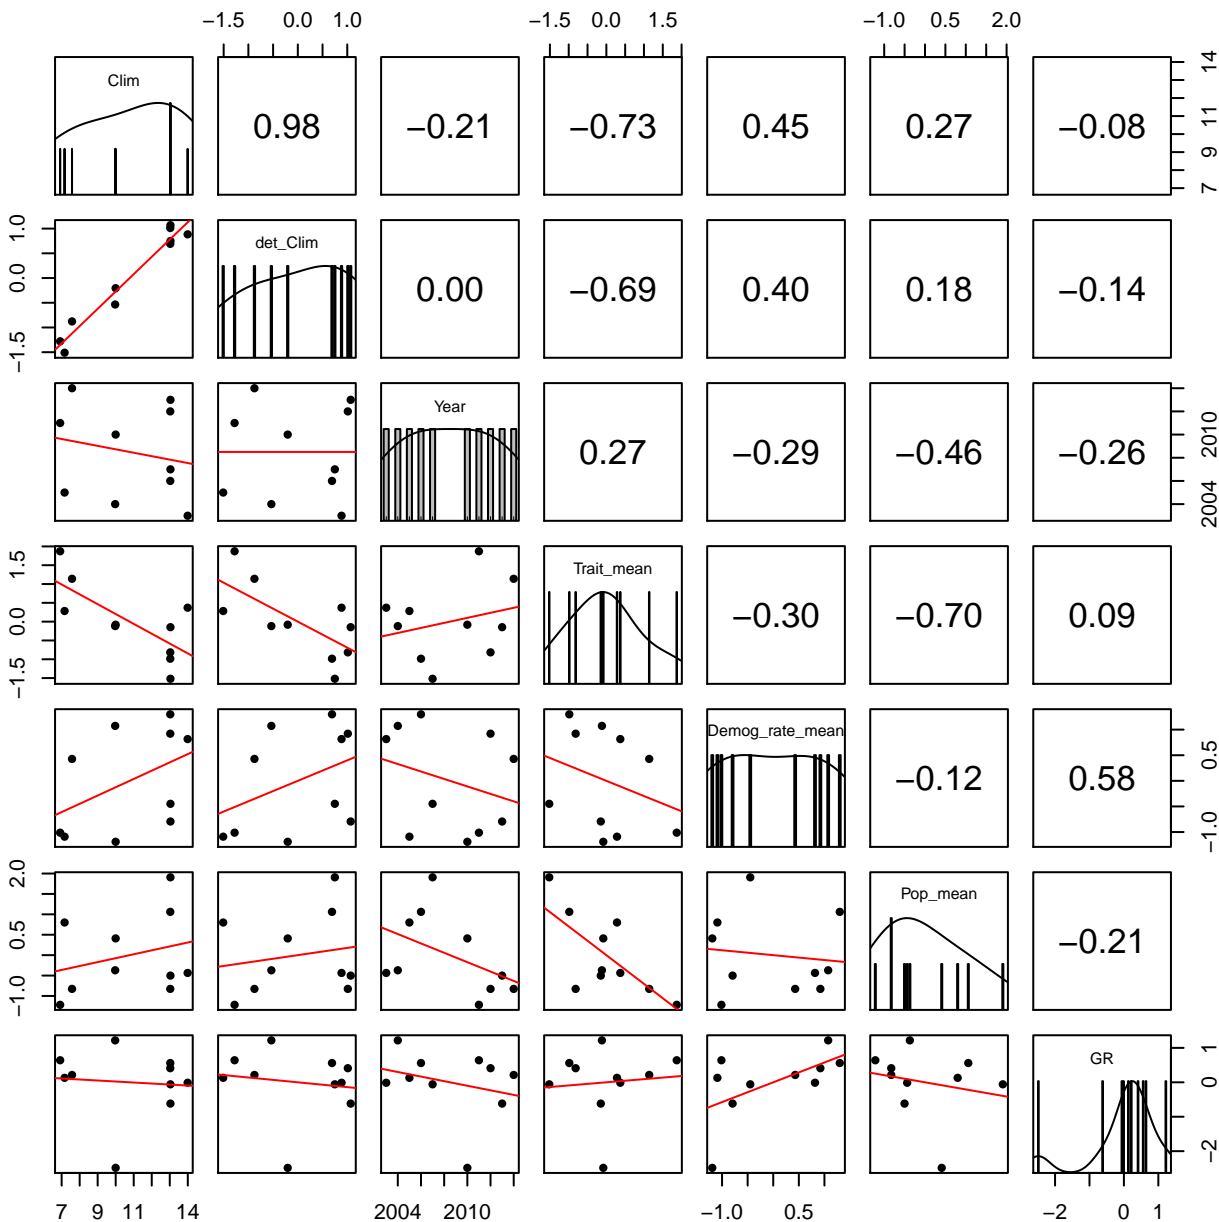 −1.5 0.0 1.0 −1.5 0.0 1.5 −1.0 0.5 2.0
Clim 0.98 −0.21 −0.73 0.45 0.27 −0.08 7 9 11 14
−1.5 0.0 1.0 det_Clim 0.00 −0.69 0.40 0.18 −0.14
Year 0.27 −0.29 −0.46 −0.26 2004 2010
−1.5 0.0 1.5 Trait_mean −0.30 −0.70 0.09
Demog_rate_mean −0.12 0.58 −1.0 0.5
−1.0 0.5 2.0 Pop_mean −0.21
GR −2 0 1
7 9 11 14 2004 2010 −1.0 0.5 −2 0 1